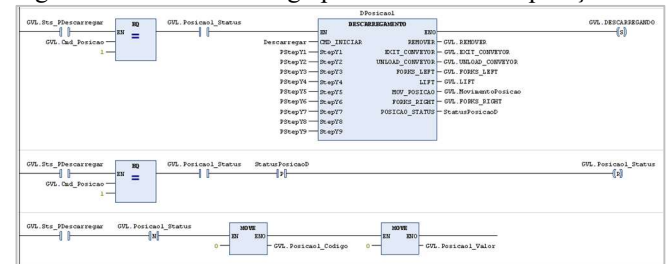 DPosicao1
GVL.Sts_PDescarregar EQ GVL.Posicao1_Status DESCARREGAMENTO GVL.DESCARREGANDO
EN = EN ENO (S)
GVL.Cmd_Posicao Descarregar CMD_INICIAR REMOVER GVL.REMOVER
1 PStepY1 StepY1 EXIT_CONVEYOR GVL.EXIT_CONVEYOR
PStepY2 StepY2 UNLOAD_CONVEYOR GVL.UNLOAD_CONVEYOR
PStepY3 StepY3 FORKS_LEFT GVL.FORKS_LEFT
PStepY4 StepY4 LIFT GVL.LIFT
PStepY5 StepY5 MOV_POSICAO GVL.MovimentoPosicao
PStepY6 StepY6 FORKS_RIGHT GVL.FORKS_RIGHT
PStepY7 StepY7 POSICAO_STATUS StatusPosicaoD
PStepY8 StepY8
PStepY9 StepY9
GVL.Sts_PDescarregar EQ GVL.Posicao1_Status StatusPosicaoD GVL.Posicao1_Status
EN = P (R)
GVL.Cmd_Posicao
1
GVL.Sts_PDescarregar GVL.Posicao1_Status MOVE MOVE
N EN ENO EN ENO
0 GVL.Posicao1_Codigo 0 GVL.Posicao1_Valor